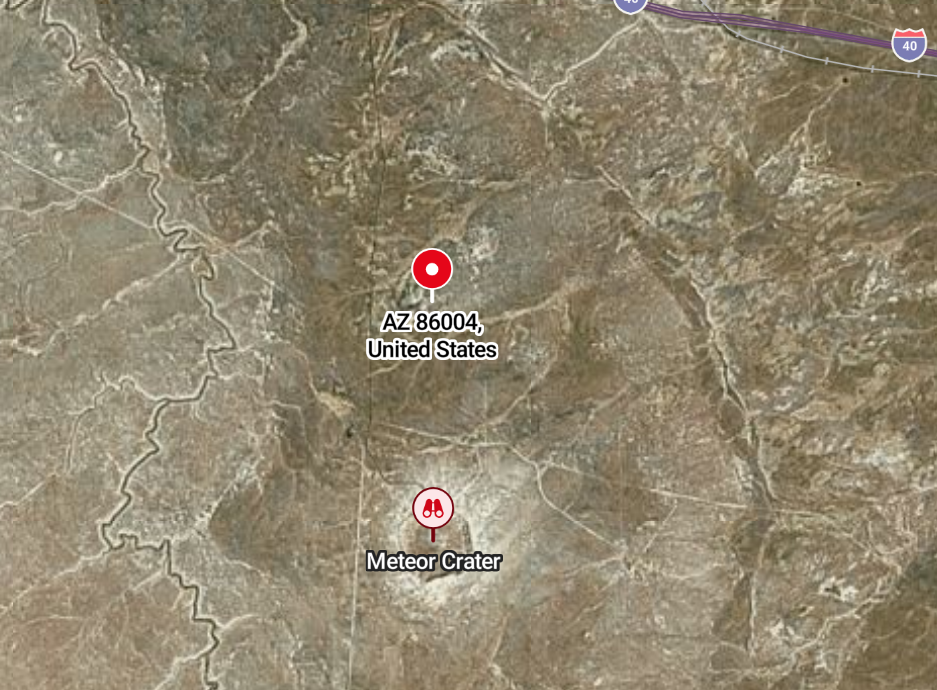 40
40
AZ 86004,
United States
Meteor Crater